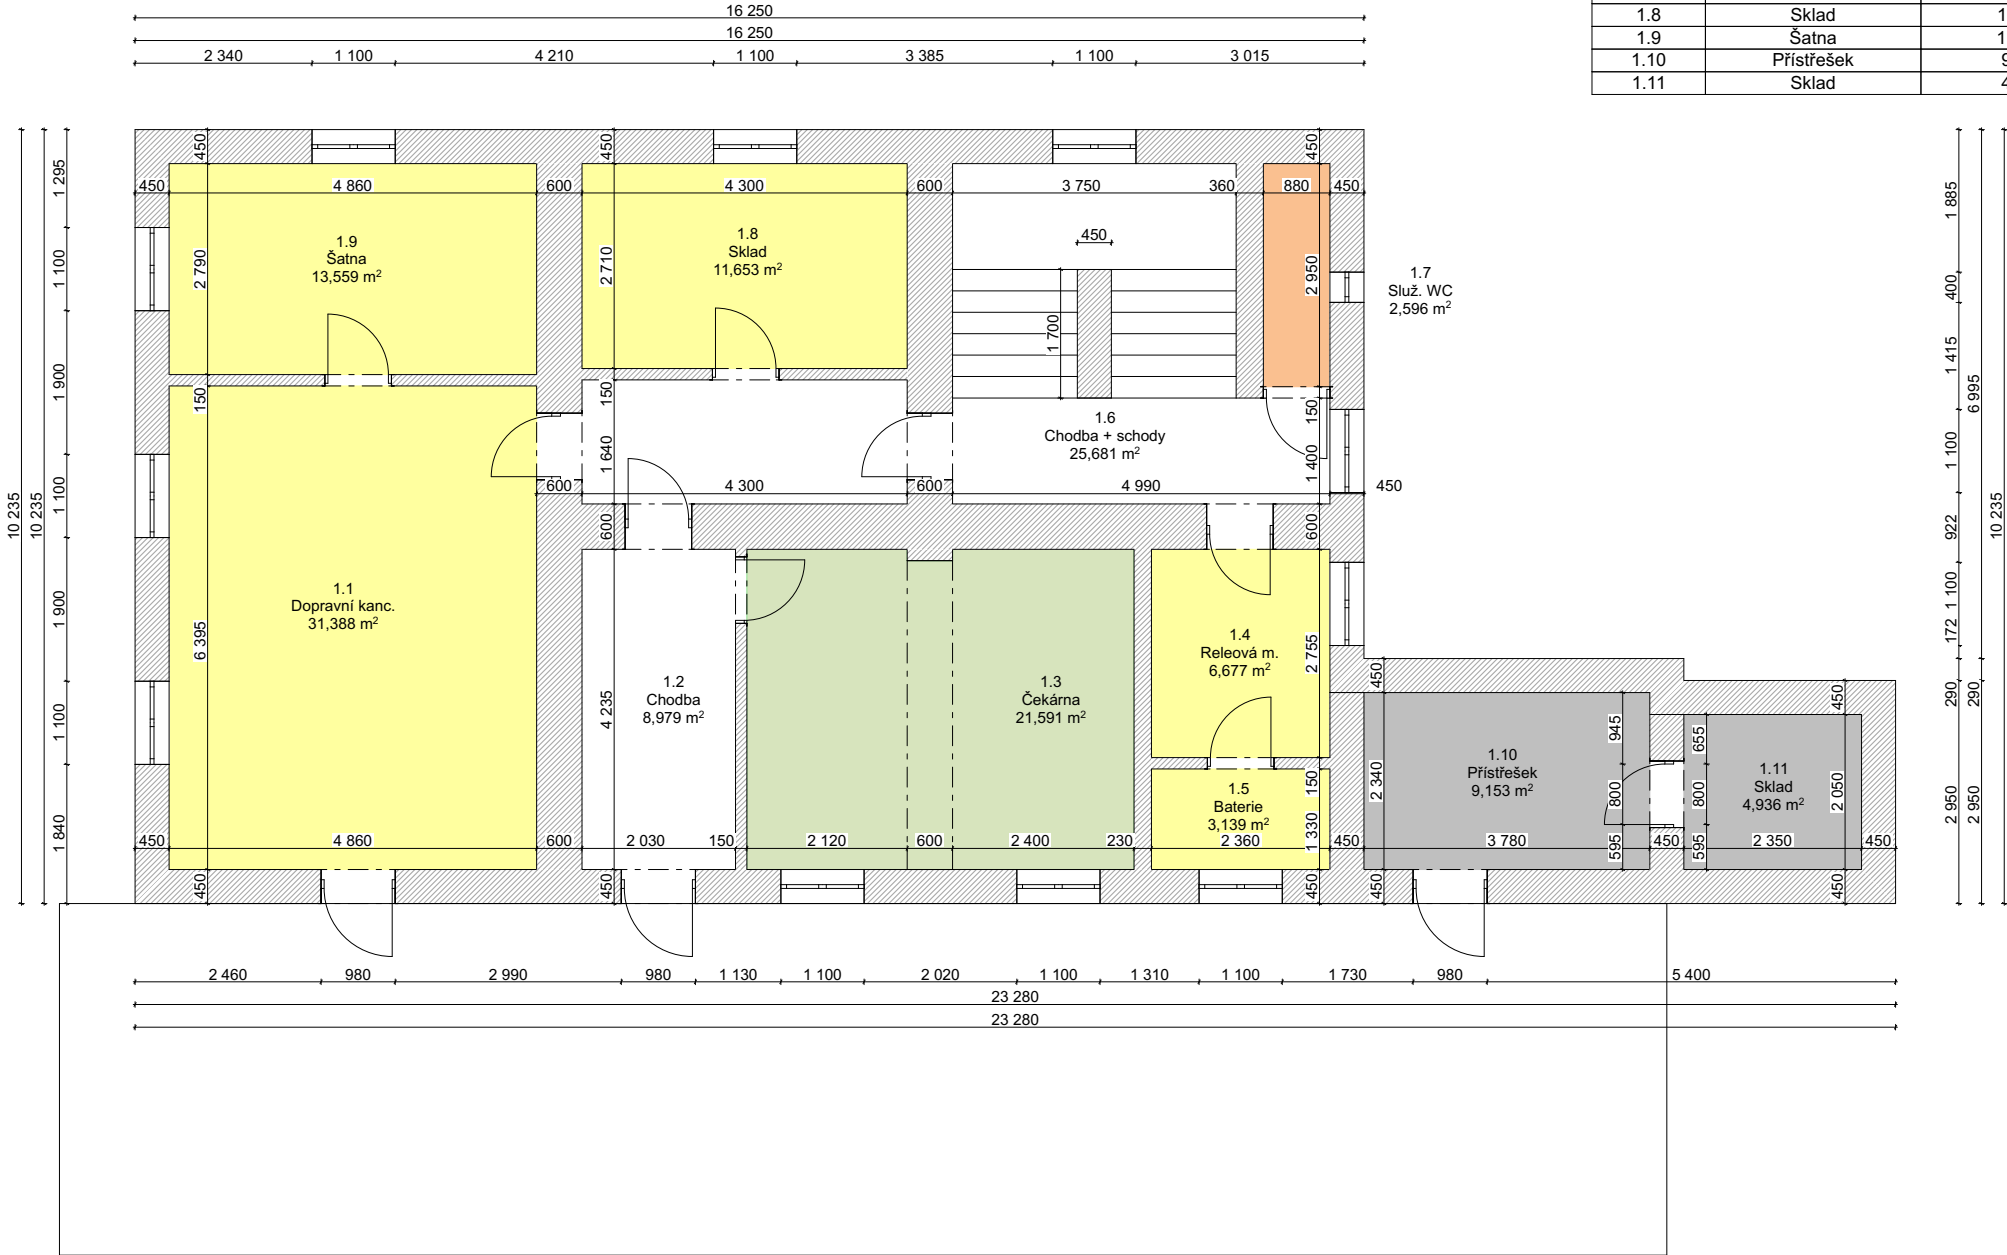 16 250
16 250
2 340 1 100 4 210 1 100 3 385 1 100 3 015
1.8 Sklad 1
1.9 Šatna 1
1.10 Přístřešek 9
1.11 Sklad 4
10 235
10 235
1 295
1 100
1 900
1 100
1 900
1 100
1 840
450 450 450
450 4 860 600 4 300 600 3 750 360 880 450
1.9
Šatna
13,559 m²
2 790
1.8
Sklad
11,653 m²
2 710
450
1 700
2 950
1.7
Služ. WC
2,596 m²
150 150 150
1 640
1.6
Chodba + schody
25,681 m²
1 400
600 4 300 600 4 990 450
600 600
1.1
Dopravní kanc.
31,388 m²
6 395
1.2
Chodba
8,979 m²
4 235
1.3
Čekárna
21,591 m²
1.4
Releová m.
6,677 m²
2 755
1.5
Baterie
3,139 m²
150
1 330
450 450
945 655
1.10
Přístřešek
9,153 m²
2 340
800 800
1.11
Sklad
4,936 m²
2 050
595 595
450 4 860 600 2 030 150 2 120 600 2 400 230 2 360 450 3 780 450 2 350 450
450 450 450 450 450
1 885
400
1 415
1 100
922
1 100
172
290
2 950
6 995
290
2 950
10 235
2 460 980 2 990 980 1 130 1 100 2 020 1 100 1 310 1 100 1 730 980 5 400
23 280
23 280